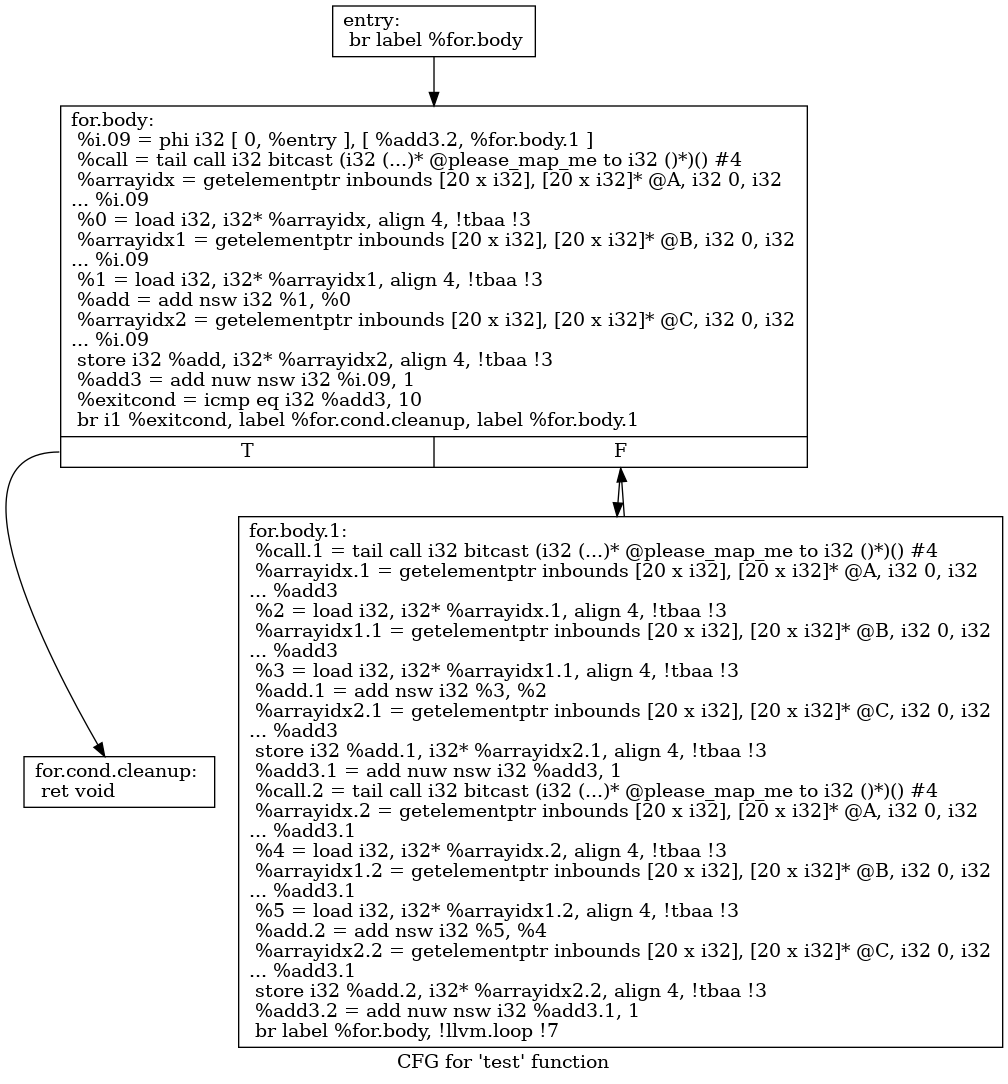 entry:
br label %for.body
for.body:
%i.09 = phi i32 [ 0, %entry ], [ %add3.2, %for.body.1 ]
%call = tail call i32 bitcast (i32 (...)* @please_map_me to i32 ()*)() #4
%arrayidx = getelementptr inbounds [20 x i32], [20 x i32]* @A, i32 0, i32
... %i.09
%0 = load i32, i32* %arrayidx, align 4, !tbaa !3
%arrayidx1 = getelementptr inbounds [20 x i32], [20 x i32]* @B, i32 0, i32
... %i.09
%1 = load i32, i32* %arrayidx1, align 4, !tbaa !3
%add = add nsw i32 %1, %0
%arrayidx2 = getelementptr inbounds [20 x i32], [20 x i32]* @C, i32 0, i32
... %i.09
store i32 %add, i32* %arrayidx2, align 4, !tbaa !3
%add3 = add nuw nsw i32 %i.09, 1
%exitcond = icmp eq i32 %add3, 10
br i1 %exitcond, label %for.cond.cleanup, label %for.body.1
T
F
for.body.1:
%call.1 = tail call i32 bitcast (i32 (...)* @please_map_me to i32 ()*)() #4
%arrayidx.1 = getelementptr inbounds [20 x i32], [20 x i32]* @A, i32 0, i32
... %add3
%2 = load i32, i32* %arrayidx.1, align 4, !tbaa !3
%arrayidx1.1 = getelementptr inbounds [20 x i32], [20 x i32]* @B, i32 0, i32
... %add3
%3 = load i32, i32* %arrayidx1.1, align 4, !tbaa !3
%add.1 = add nsw i32 %3, %2
%arrayidx2.1 = getelementptr inbounds [20 x i32], [20 x i32]* @C, i32 0, i32
... %add3
store i32 %add.1, i32* %arrayidx2.1, align 4, !tbaa !3
%add3.1 = add nuw nsw i32 %add3, 1
%call.2 = tail call i32 bitcast (i32 (...)* @please_map_me to i32 ()*)() #4
%arrayidx.2 = getelementptr inbounds [20 x i32], [20 x i32]* @A, i32 0, i32
... %add3.1
%4 = load i32, i32* %arrayidx.2, align 4, !tbaa !3
%arrayidx1.2 = getelementptr inbounds [20 x i32], [20 x i32]* @B, i32 0, i32
... %add3.1
%5 = load i32, i32* %arrayidx1.2, align 4, !tbaa !3
%add.2 = add nsw i32 %5, %4
%arrayidx2.2 = getelementptr inbounds [20 x i32], [20 x i32]* @C, i32 0, i32
... %add3.1
store i32 %add.2, i32* %arrayidx2.2, align 4, !tbaa !3
%add3.2 = add nuw nsw i32 %add3.1, 1
br label %for.body, !llvm.loop !7
for.cond.cleanup:
ret void
CFG for 'test' function